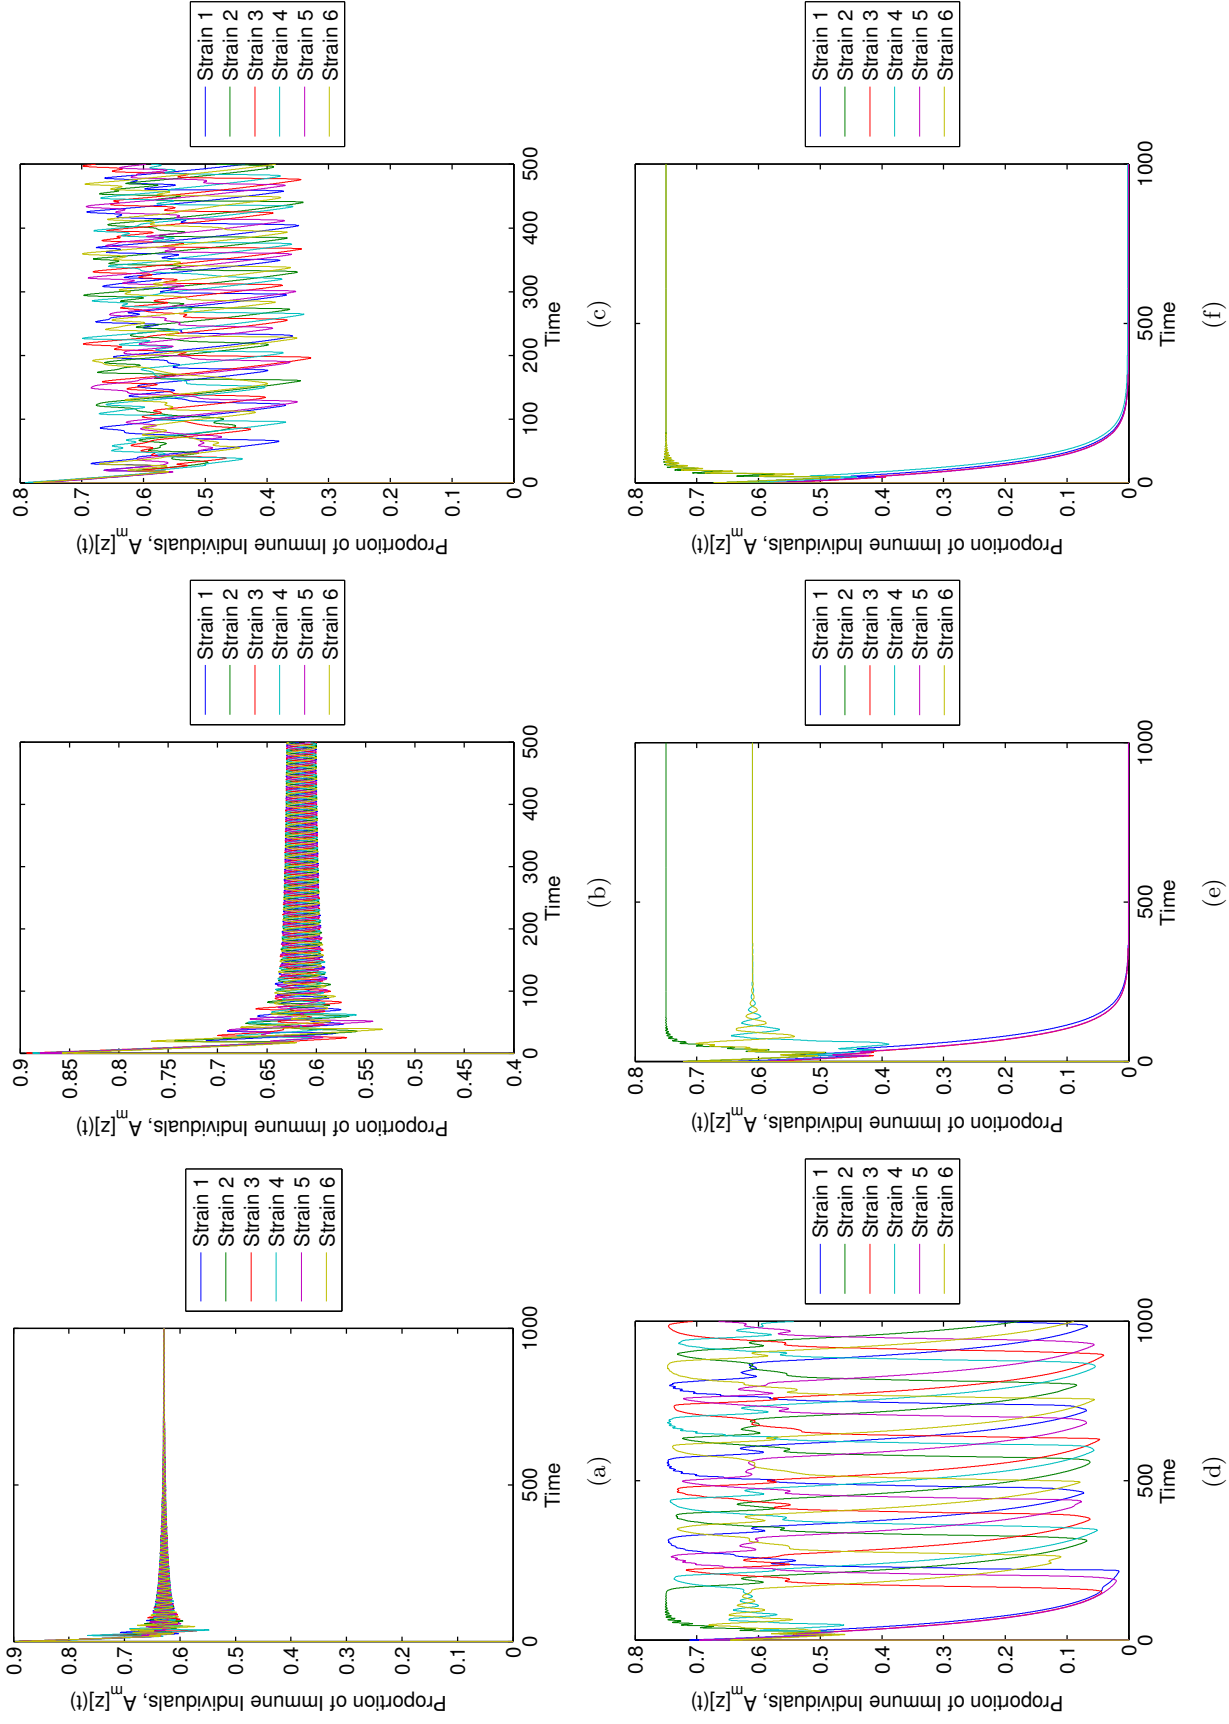 0.9
0.8
0.7
0.6
0.5
0.4
0.3
0.2
0.1
0
0
500
1000
Time
Proportion of Immune Individuals, A_m[z](t)
Strain 1
Strain 2
Strain 3
Strain 4
Strain 5
Strain 6
(a)
0.9
0.85
0.8
0.75
0.7
0.65
0.6
0.55
0.5
0.45
0.4
0
100
200
300
400
500
Time
Proportion of Immune Individuals, A_m[z](t)
Strain 1
Strain 2
Strain 3
Strain 4
Strain 5
Strain 6
(b)
0.8
0.7
0.6
0.5
0.4
0.3
0.2
0.1
0
0
100
200
300
400
500
Time
Proportion of Immune Individuals, A_m[z](t)
Strain 1
Strain 2
Strain 3
Strain 4
Strain 5
Strain 6
(c)
0.8
0.7
0.6
0.5
0.4
0.3
0.2
0.1
0
0
500
1000
Time
Proportion of Immune Individuals, A_m[z](t)
Strain 1
Strain 2
Strain 3
Strain 4
Strain 5
Strain 6
(d)
0.8
0.7
0.6
0.5
0.4
0.3
0.2
0.1
0
0
500
1000
Time
Proportion of Immune Individuals, A_m[z](t)
Strain 1
Strain 2
Strain 3
Strain 4
Strain 5
Strain 6
(e)
0.8
0.7
0.6
0.5
0.4
0.3
0.2
0.1
0
0
500
1000
Time
Proportion of Immune Individuals, A_m[z](t)
Strain 1
Strain 2
Strain 3
Strain 4
Strain 5
Strain 6
(f)